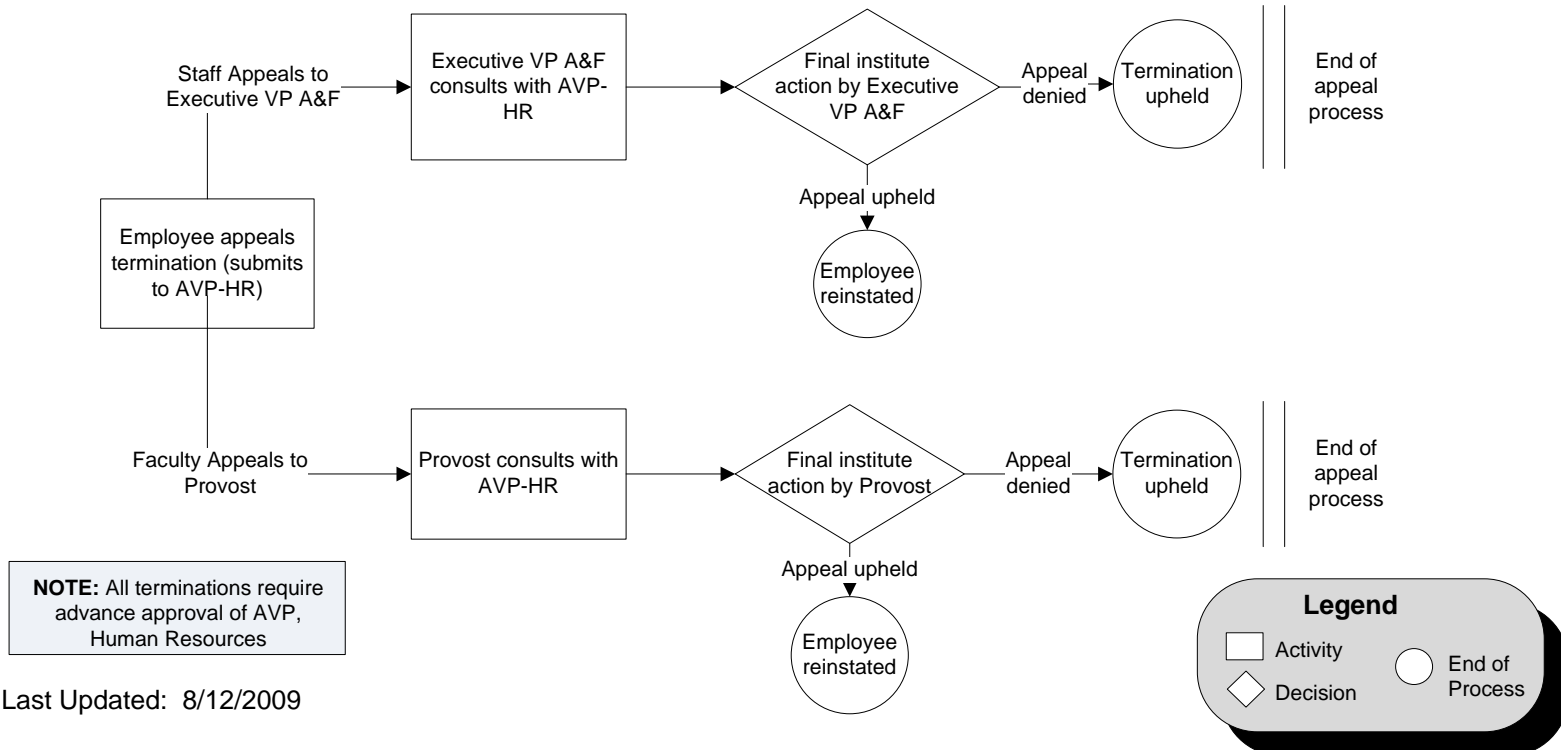 Staff Appeals to
Executive VP A&F
Executive VP A&F
consults with AVP-
HR
Final institute
action by Executive
VP A&F
Appeal
denied
Termination
upheld
End of
appeal
process
Appeal upheld
Employee
reinstated
Employee appeals
termination (submits
to AVP-HR)
Faculty Appeals to
Provost
Provost consults with
AVP-HR
Final institute
action by Provost
Appeal
denied
Termination
upheld
End of
appeal
process
Appeal upheld
Employee
reinstated
NOTE: All terminations require
advance approval of AVP,
Human Resources
Last Updated: 8/12/2009
Legend
Activity
Decision
End of
Process